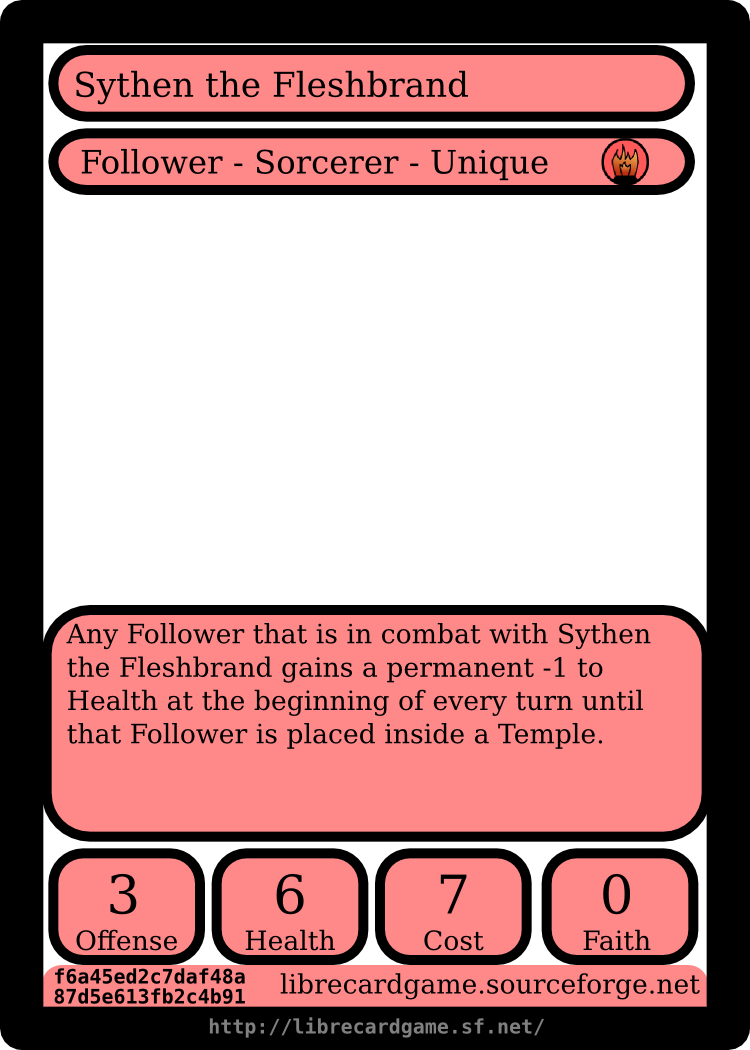 Sythen the Fleshbrand
Follower - Sorcerer - Unique
Any Follower that is in combat with Sythen
the Fleshbrand gains a permanent -1 to
Health at the beginning of every turn until
that Follower is placed inside a Temple.
3
Offense
6
Health
7
Cost
0
Faith
f6a45ed2c7daf48a
87d5e613fb2c4b91
librecardgame.sourceforge.net
http://librecardgame.sf.net/